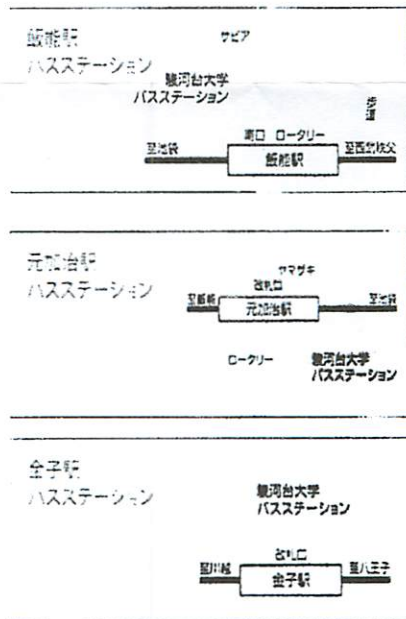 飯能駅
バスステーション
サビア
駿河台大学
バスステーション
歩道
南口 ロータリー
至池袋
飯能駅
至西武秩父
元加治駅
バスステーション
ヤマザキ
改札口
至飯能
元加治駅
至池袋
ロータリー
駿河台大学
バスステーション
金子駅
バスステーション
駿河台大学
バスステーション
改札口
至川越
金子駅
至八王子